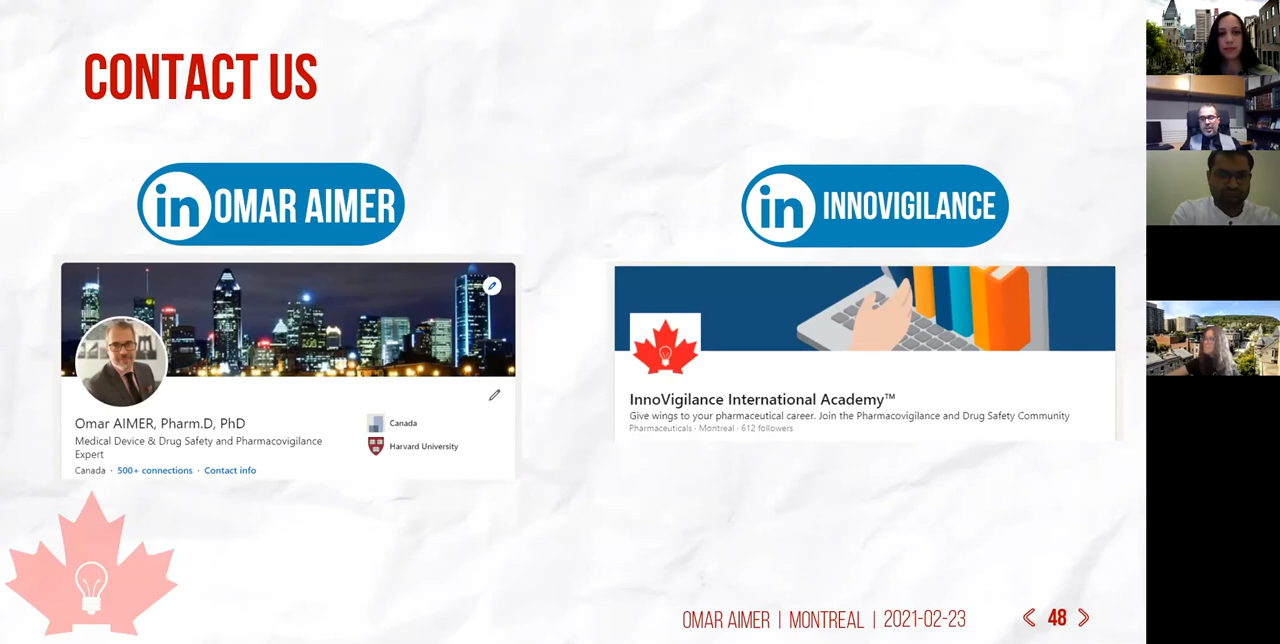 CONTACT US
in OMAR AIMER
in INNOVIGILANCE
Omar AIMER, Pharm.D, PhD
Medical Device & Drug Safety and Pharmacovigilance
Expert
Canada · 500+ connections · Contact info
Canada
Harvard University
InnoVigilance International Academy™
Give wings to your pharmaceutical career. Join the Pharmacovigilance and Drug Safety Community
Pharmaceuticals · Montreal · 612 followers
OMAR AIMER | MONTREAL | 2021-02-23
48